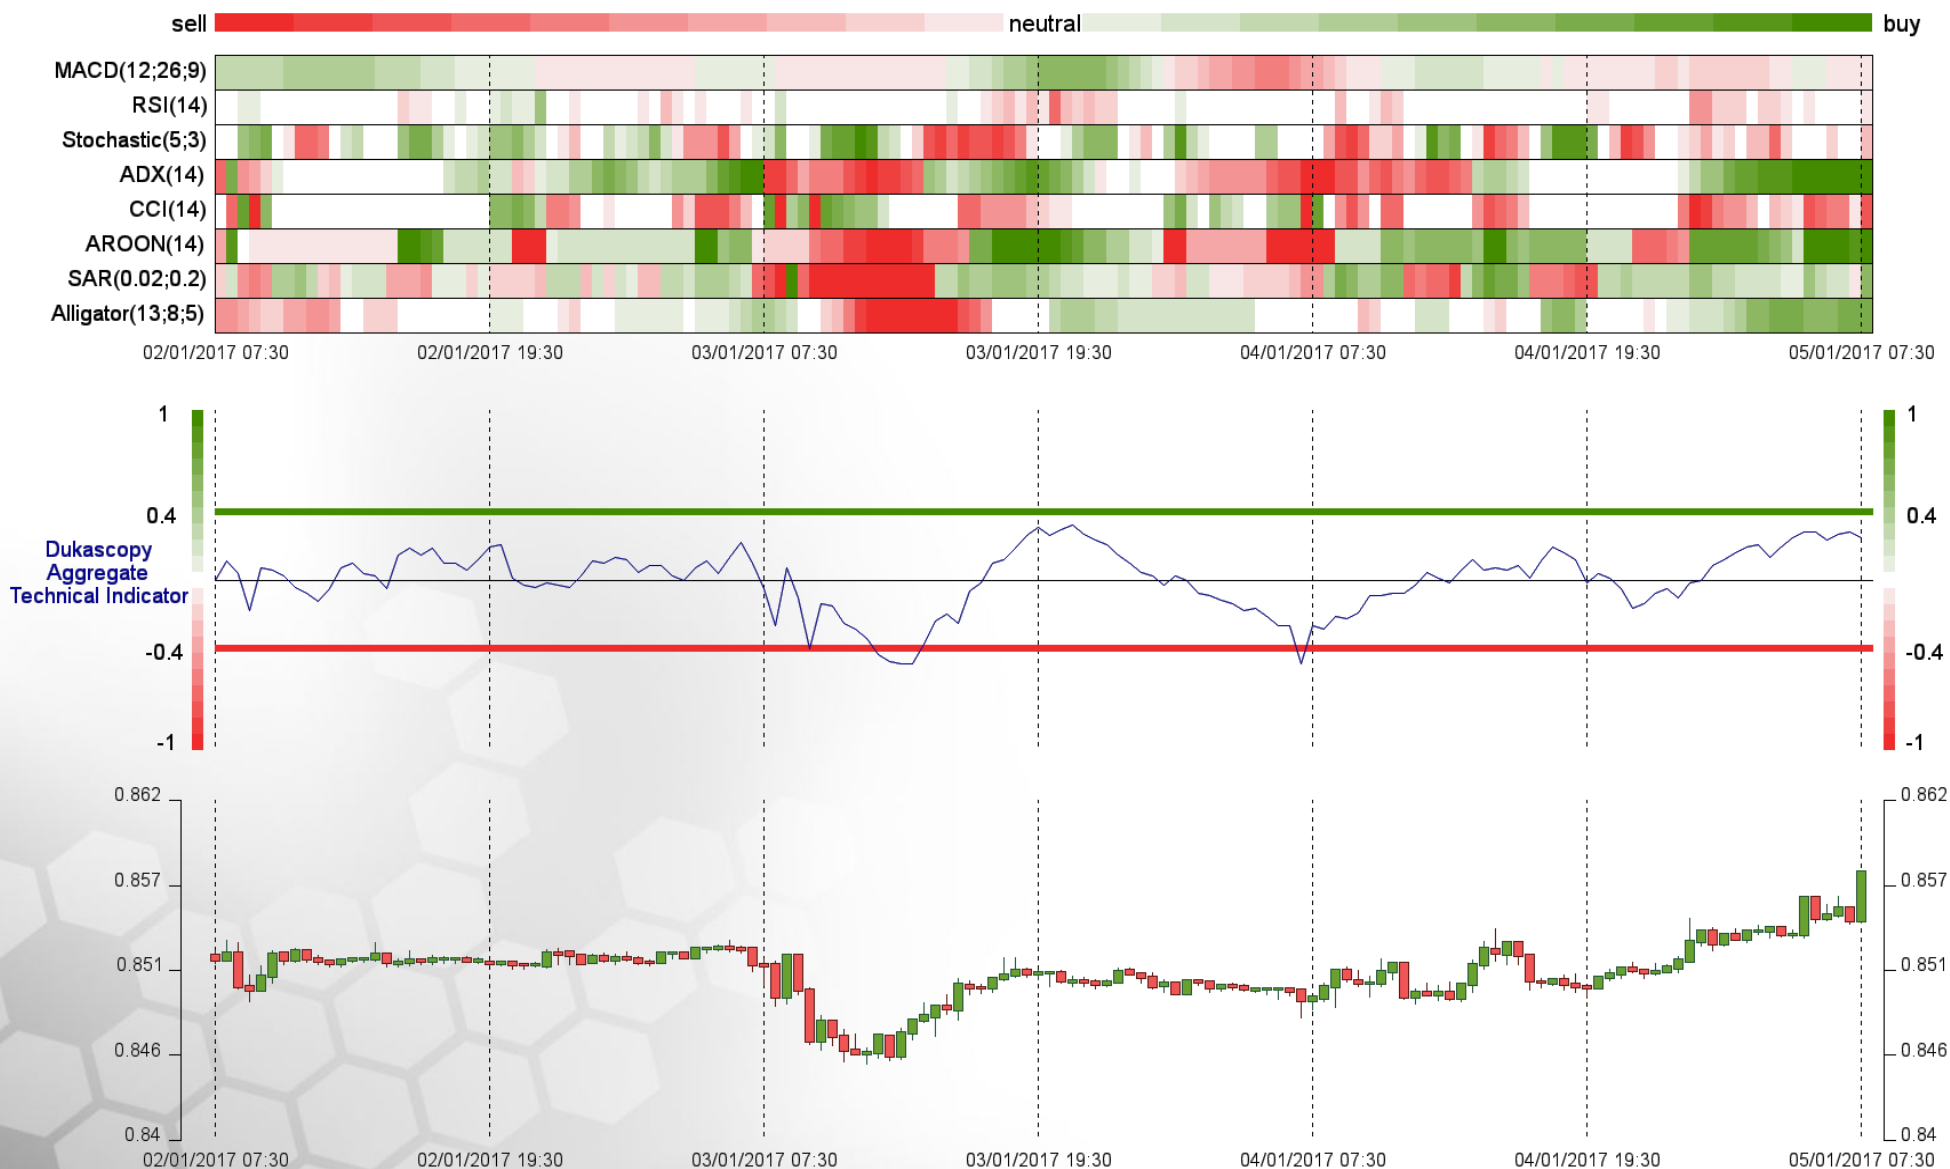 sell neutral buy
MACD(12;26;9)
RSI(14)
Stochastic(5;3)
ADX(14)
CCI(14)
AROON(14)
SAR(0.02;0.2)
Alligator(13;8;5)
02/01/2017 07:30 02/01/2017 19:30 03/01/2017 07:30 03/01/2017 19:30 04/01/2017 07:30 04/01/2017 19:30 05/01/2017 07:30
1 1
0.4 0.4
Dukascopy
Aggregate
Technical Indicator
-0.4 -0.4
-1 -1
0.862 0.862
0.857 0.857
0.851 0.851
0.846 0.846
0.84 0.84
02/01/2017 07:30 02/01/2017 19:30 03/01/2017 07:30 03/01/2017 19:30 04/01/2017 07:30 04/01/2017 19:30 05/01/2017 07:30